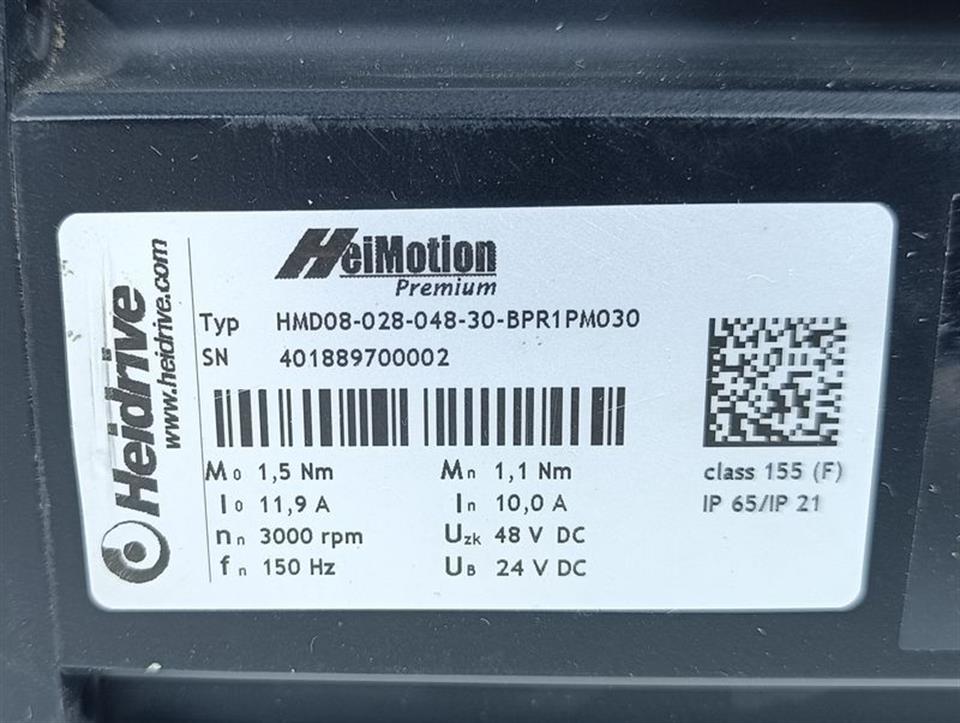 Heidrive
www.heidrive.com
HeiMotion
Premium
Typ HMD08-028-048-30-BPR1PM030
SN 401889700002
M0 1,5 Nm Mn 1,1 Nm class 155 (F)
I0 11,9 A In 10,0 A IP 65/IP 21
nn 3000 rpm Uzk 48 V DC
fn 150 Hz UB 24 V DC